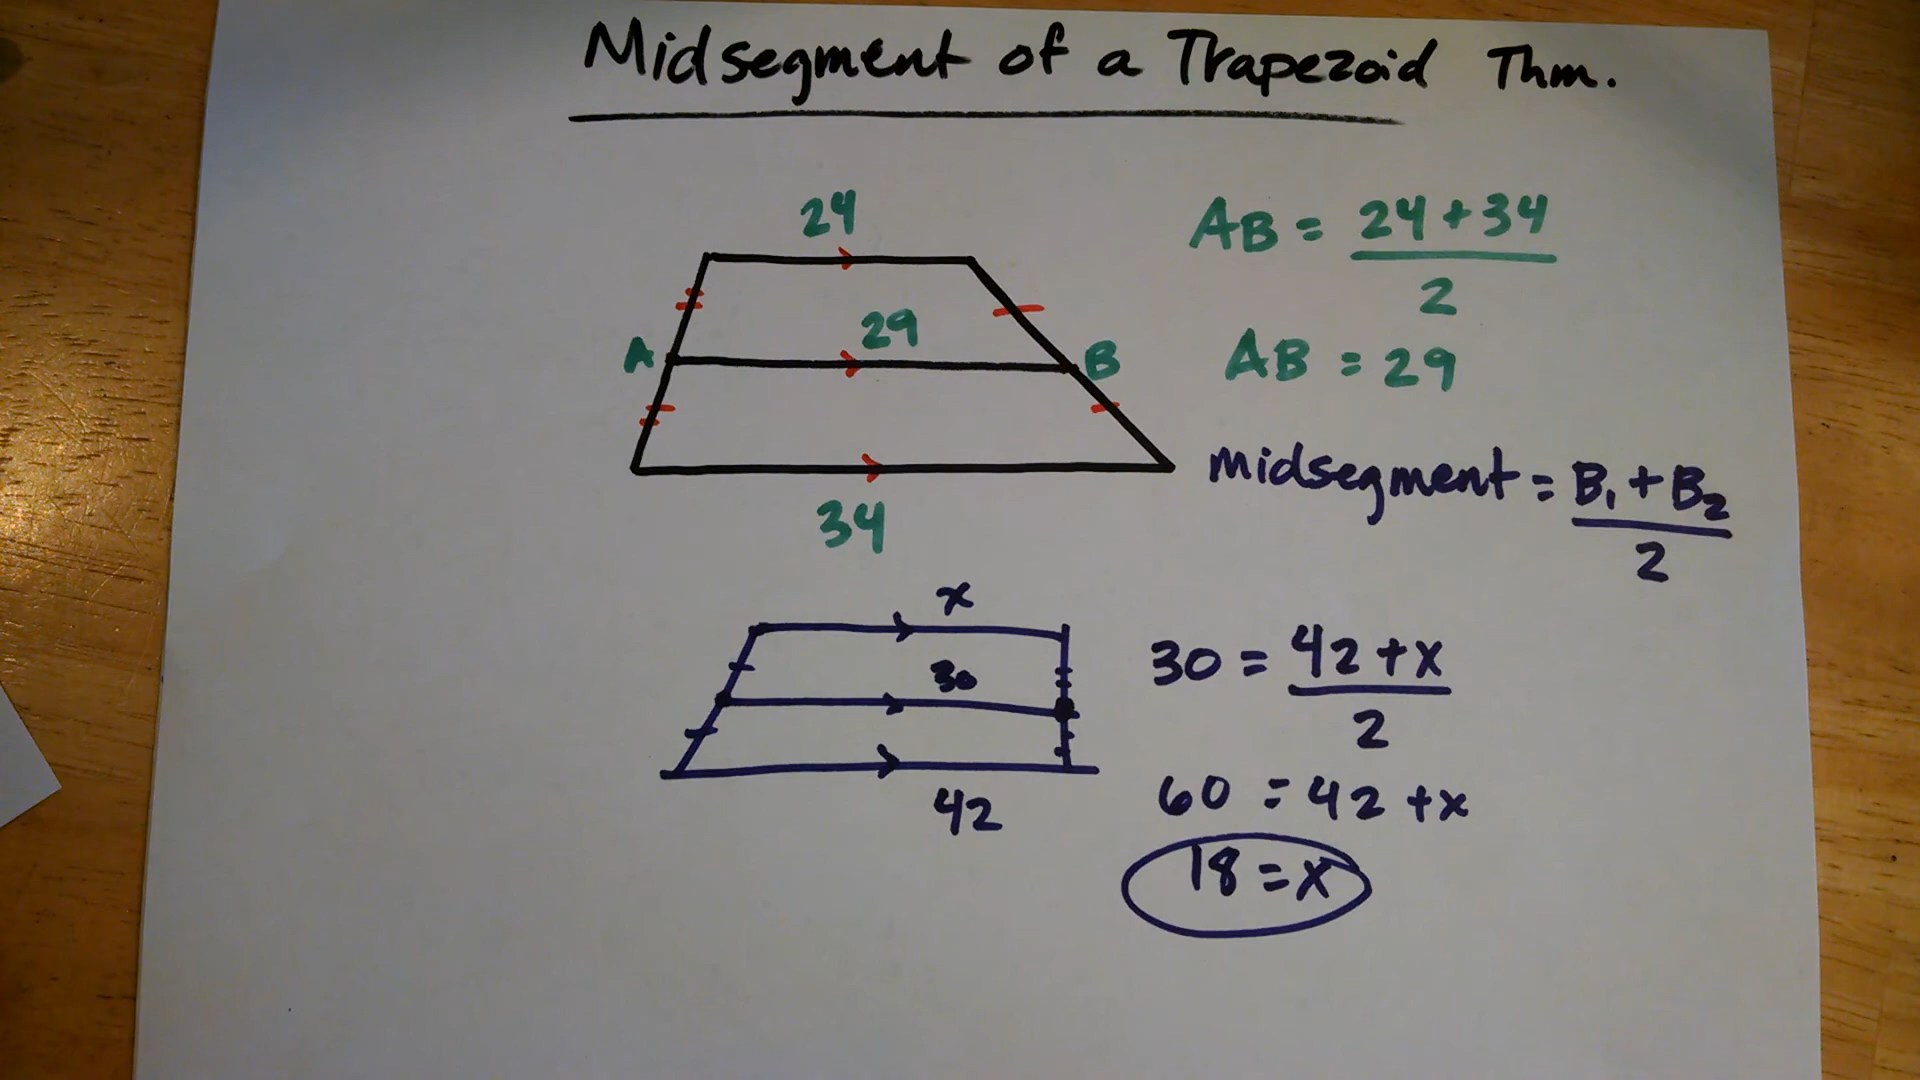 Midsegment of a Trapezoid Thm.
24
29
A
B
34
AB = 24 + 34
2
AB = 29
midsegment = B₁ + B₂
2
x
30
42
30 = 42 + x
2
60 = 42 + x
18 = x